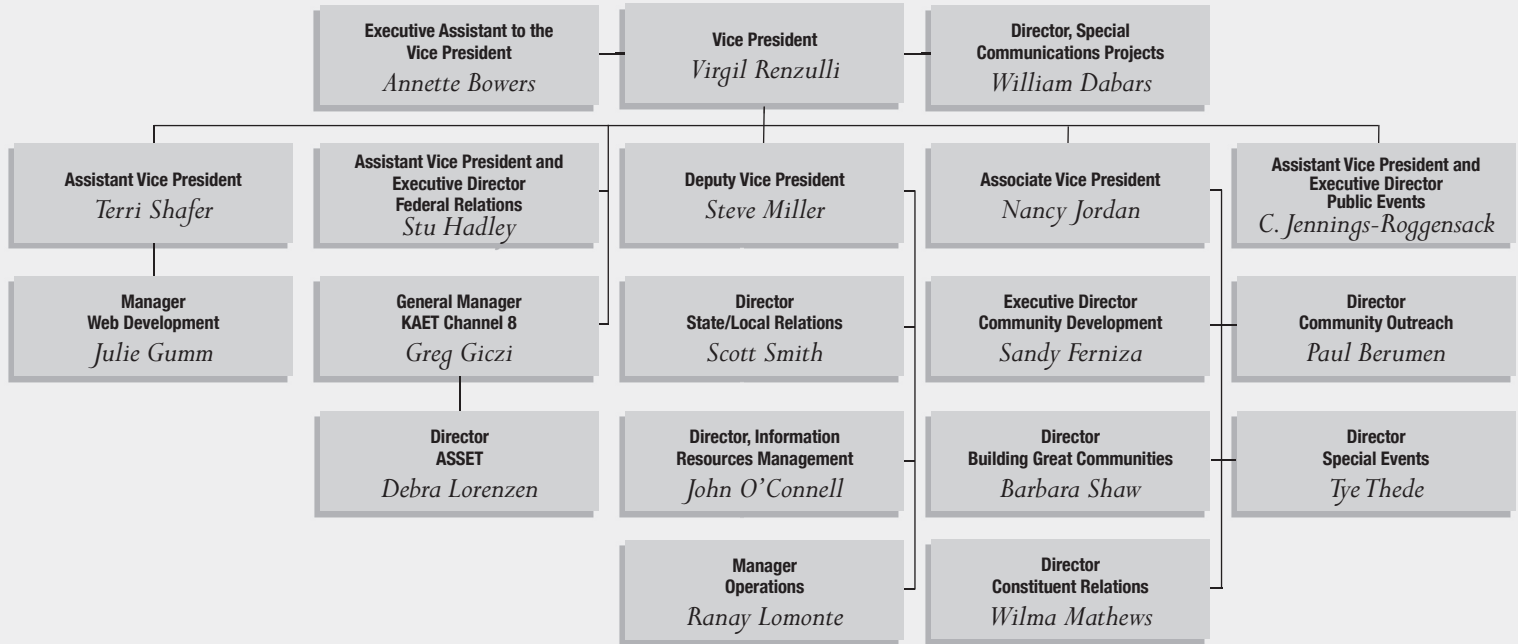 Executive Assistant to the
Vice President
Annette Bowers
Vice President
Virgil Renzulli
Director, Special
Communications Projects
William Dabars
Assistant Vice President
Terri Shafer
Assistant Vice President and
Executive Director
Federal Relations
Stu Hadley
Deputy Vice President
Steve Miller
Associate Vice President
Nancy Jordan
Assistant Vice President and
Executive Director
Public Events
C. Jennings-Roggensack
Manager
Web Development
Julie Gumm
General Manager
KAET Channel 8
Greg Giczi
Director
State/Local Relations
Scott Smith
Executive Director
Community Development
Sandy Ferniza
Director
Community Outreach
Paul Berumen
Director
ASSET
Debra Lorenzen
Director, Information
Resources Management
John O’Connell
Director
Building Great Communities
Barbara Shaw
Director
Special Events
Tye Thede
Manager
Operations
Ranay Lomonte
Director
Constituent Relations
Wilma Mathews